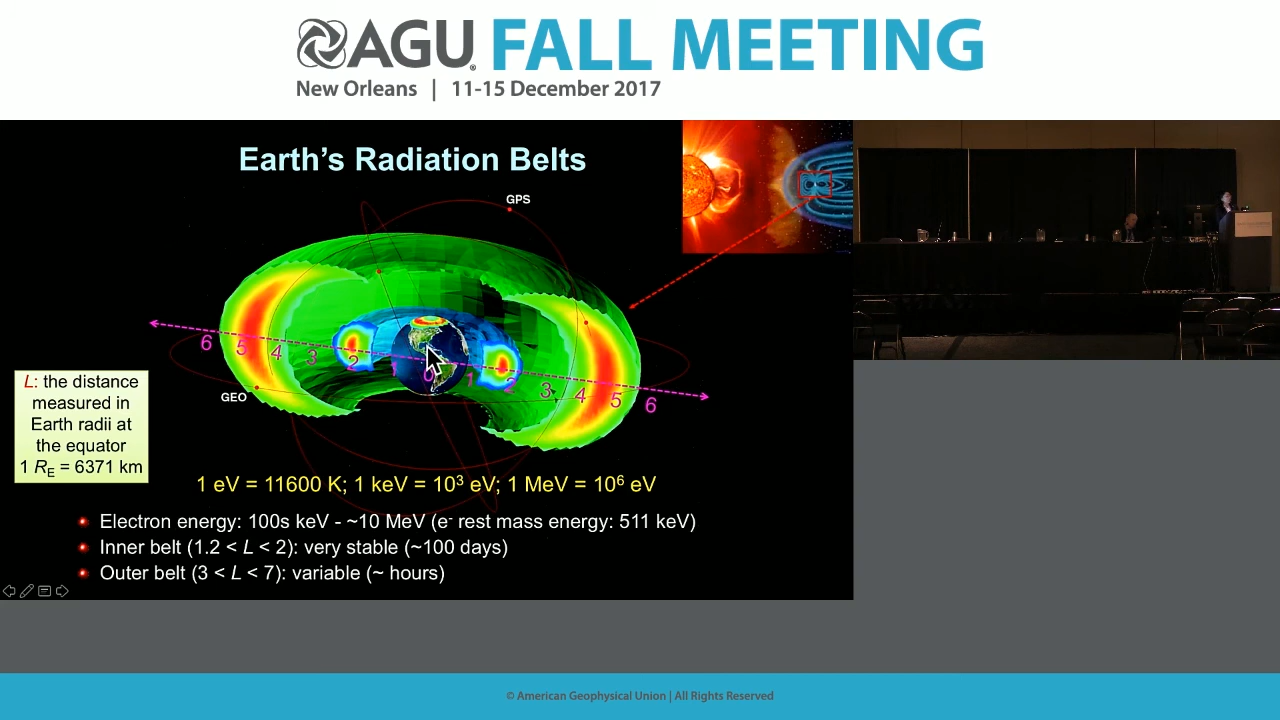 AGU FALL MEETING
New Orleans | 11-15 December 2017
Earth's Radiation Belts
GPS
6 5 4 3 2 1 0 1 2 3 4 5 6
GEO
L: the distance
measured in
Earth radii at
the equator
1 RE = 6371 km
1 eV = 11600 K; 1 keV = 10³ eV; 1 MeV = 10⁶ eV
Electron energy: 100s keV - ~10 MeV (e⁻ rest mass energy: 511 keV)
Inner belt (1.2 < L < 2): very stable (~100 days)
Outer belt (3 < L < 7): variable (~ hours)
© American Geophysical Union | All Rights Reserved